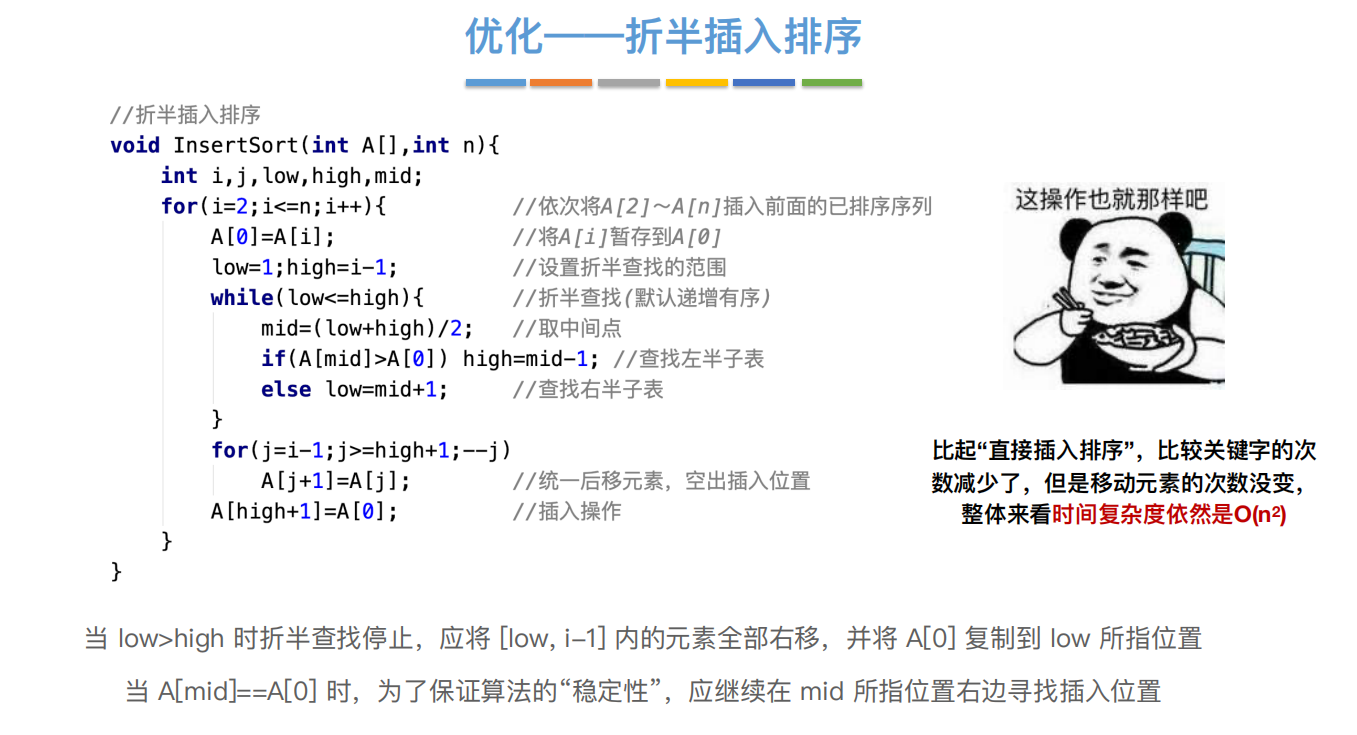 优化——折半插入排序
//折半插入排序
void InsertSort(int A[],int n){
int i,j,low,high,mid;
for(i=2;i<=n;i++){ //依次将A[2]～A[n]插入前面的已排序序列
A[0]=A[i]; //将A[i]暂存到A[0]
low=1;high=i-1; //设置折半查找的范围
while(low<=high){ //折半查找(默认递增有序)
mid=(low+high)/2; //取中间点
if(A[mid]>A[0]) high=mid-1; //查找左半子表
else low=mid+1; //查找右半子表
}
for(j=i-1;j>=high+1;--j)
A[j+1]=A[j]; //统一后移元素，空出插入位置
A[high+1]=A[0]; //插入操作
}
}
这操作也就那样吧
比起“直接插入排序”，比较关键字的次
数减少了，但是移动元素的次数没变，
整体来看时间复杂度依然是O(n²)
当 low>high 时折半查找停止，应将 [low, i-1] 内的元素全部右移，并将 A[0] 复制到 low 所指位置
当 A[mid]==A[0] 时，为了保证算法的“稳定性”，应继续在 mid 所指位置右边寻找插入位置